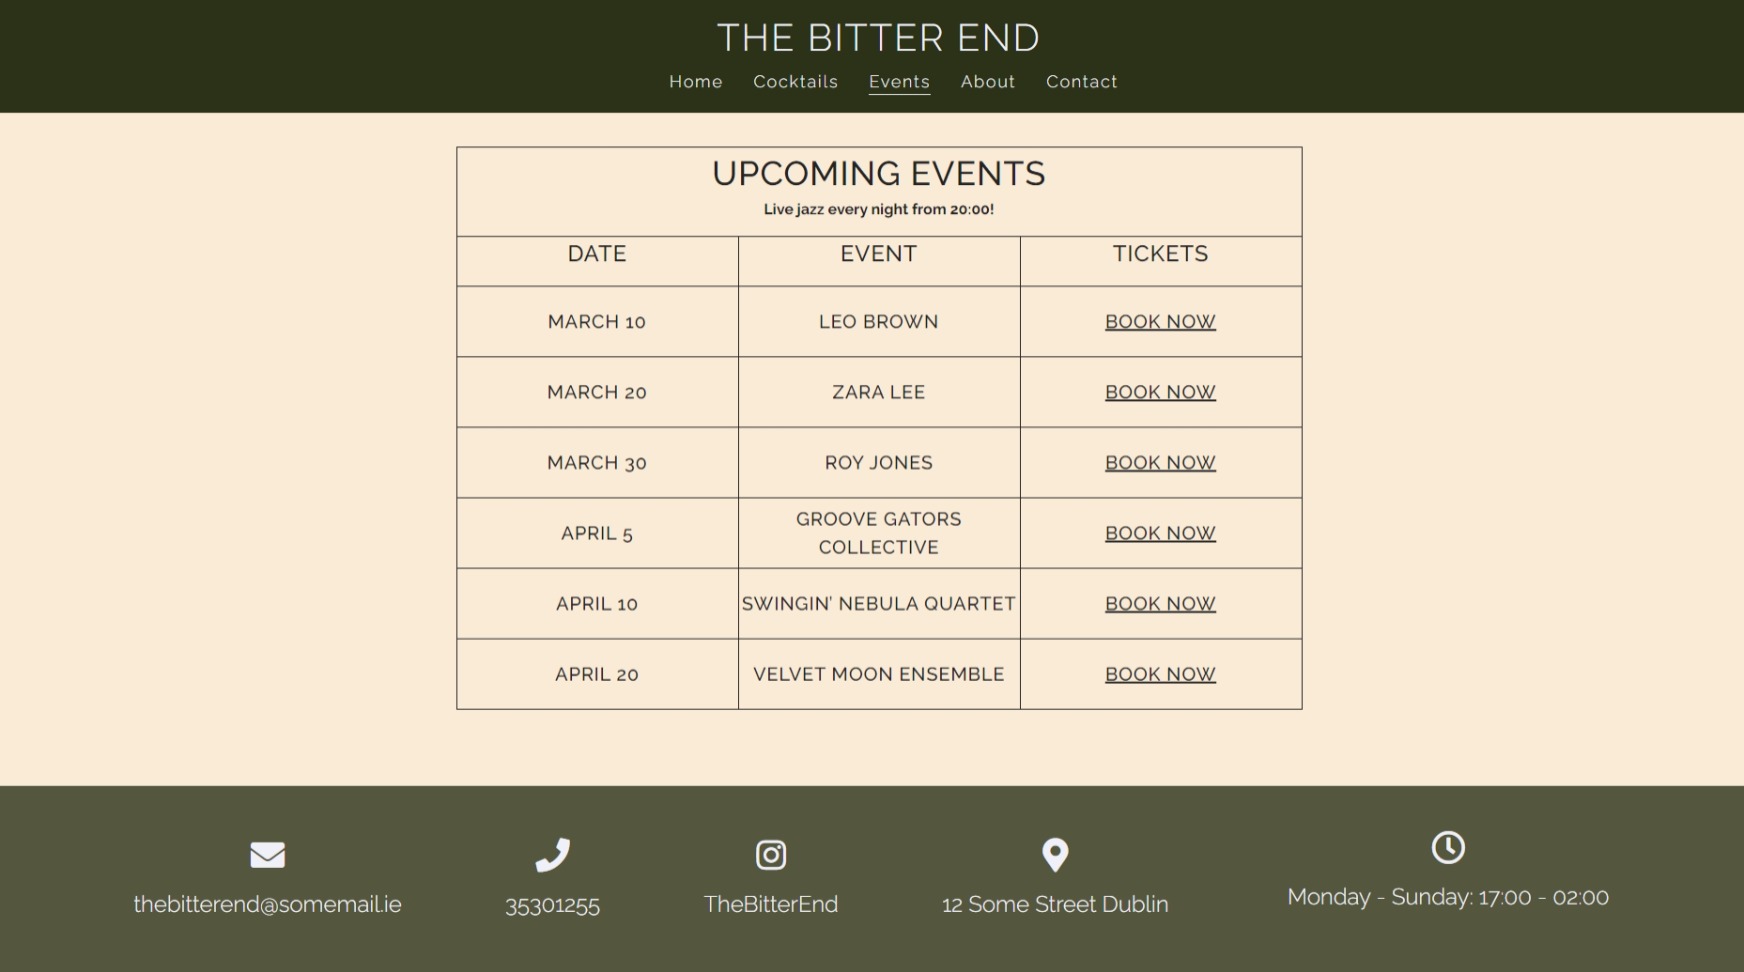 THE BITTER END
Home Cocktails Events About Contact
UPCOMING EVENTS
Live jazz every night from 20:00!
DATE EVENT TICKETS
MARCH 10 LEO BROWN BOOK NOW
MARCH 20 ZARA LEE BOOK NOW
MARCH 30 ROY JONES BOOK NOW
APRIL 5 GROOVE GATORS
COLLECTIVE BOOK NOW
APRIL 10 SWINGIN' NEBULA QUARTET BOOK NOW
APRIL 20 VELVET MOON ENSEMBLE BOOK NOW
thebitterend@somemail.ie 35301255 TheBitterEnd 12 Some Street Dublin Monday - Sunday: 17:00 - 02:00